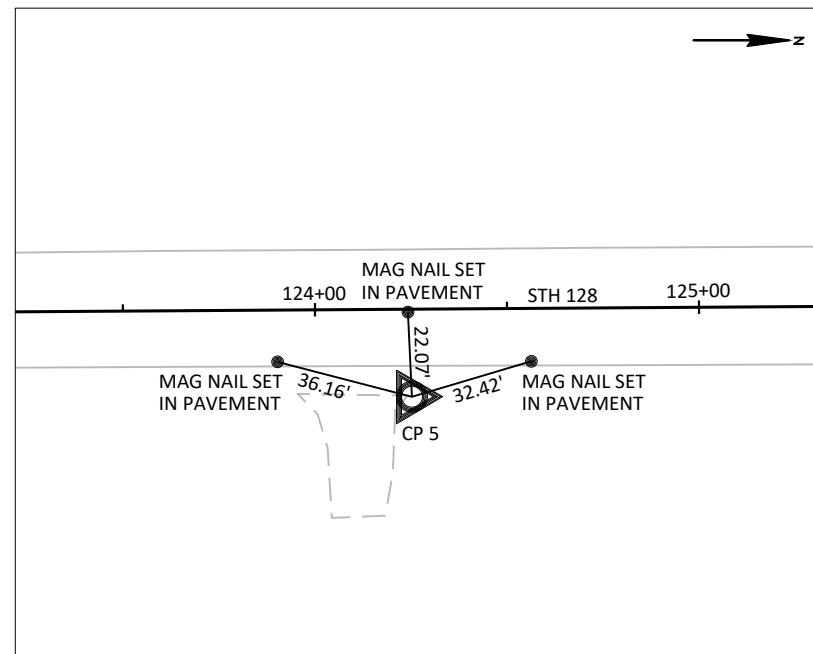 N
MAG NAIL SET
IN PAVEMENT
124+00
STH 128
125+00
22.07'
36.16'
32.42'
MAG NAIL SET
IN PAVEMENT
MAG NAIL SET
IN PAVEMENT
CP 5